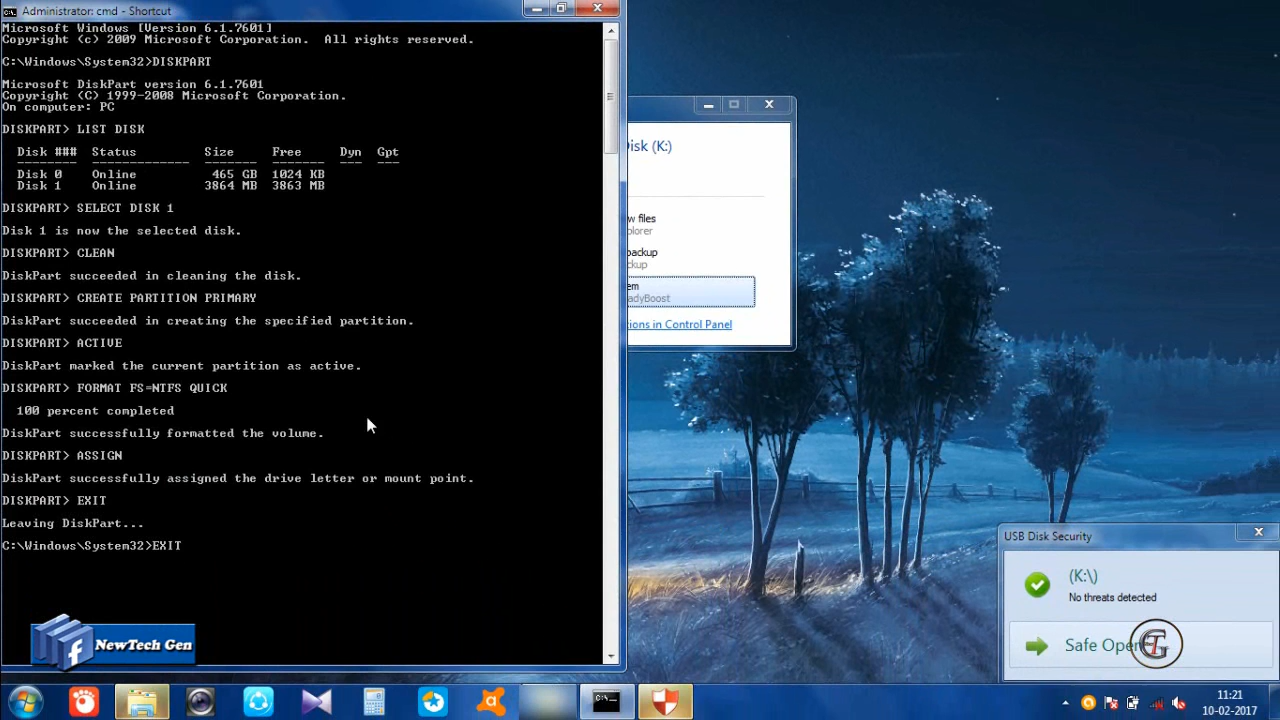 Administrator: cmd - Shortcut
Microsoft Windows [Version 6.1.7601]
Copyright (c) 2009 Microsoft Corporation.  All rights reserved.
C:\Windows\System32>DISKPART
Microsoft DiskPart version 6.1.7601
Copyright (C) 1999-2008 Microsoft Corporation.
On computer: PC
DISKPART> LIST DISK
Disk ###  Status         Size     Free     Dyn  Gpt
--------  -------------  -------  -------  ---  ---
Disk 0    Online          465 GB  1024 KB
Disk 1    Online         3864 MB  3863 MB
DISKPART> SELECT DISK 1
Disk 1 is now the selected disk.
DISKPART> CLEAN
DiskPart succeeded in cleaning the disk.
DISKPART> CREATE PARTITION PRIMARY
DiskPart succeeded in creating the specified partition.
DISKPART> ACTIVE
DiskPart marked the current partition as active.
DISKPART> FORMAT FS=NTFS QUICK
100 percent completed
DiskPart successfully formatted the volume.
DISKPART> ASSIGN
DiskPart successfully assigned the drive letter or mount point.
DISKPART> EXIT
Leaving DiskPart...
C:\Windows\System32>EXIT
f NewTech Gen
isk (K:)
w files
plorer
backup
kup
em
adyBoost
ions in Control Panel
USB Disk Security
(K:\)
No threats detected
Safe Open
C:\_
11:21
10-02-2017